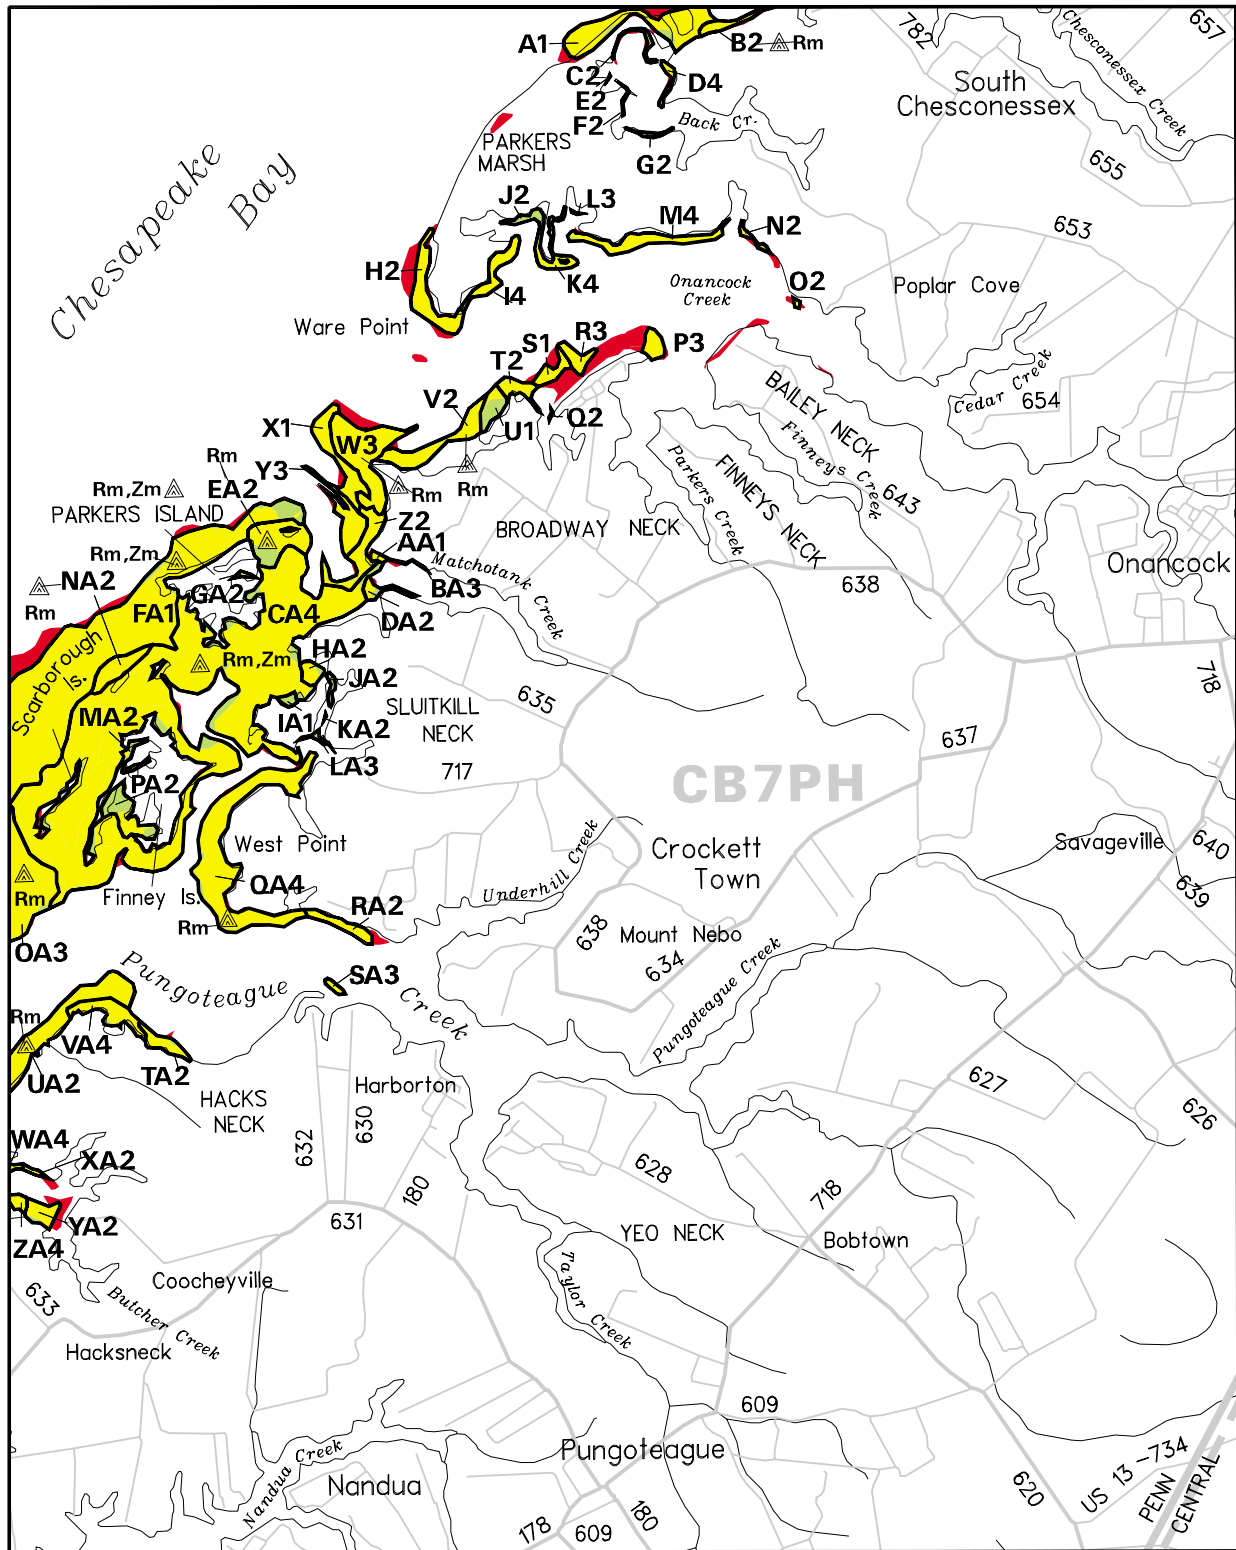 A1
B2
Rm
782
Chesconessex Creek
657
C2
E2
D4
F2
Back Cr.
South
Chesconessex
PARKERS
MARSH
G2
655
Chesapeake
Bay
J2
L3
M4
N2
653
H2
I4
K4
Onancock
Creek
O2
Poplar Cove
Ware Point
S1
R3
P3
T2
V2
U1
Q2
BAILEY NECK
Cedar Creek
654
X1
W3
Rm
Y3
Rm
Rm
Finneys Creek
643
Parkers Creek
FINNEYS NECK
Rm,Zm
EA2
PARKERS ISLAND
Z2
BROADWAY NECK
AA1
Rm,Zm
Matchotank Creek
BA3
638
Onancock
NA2
Rm
GA2
FA1
CA4
DA2
Scarborough
Is.
Rm,Zm
HA2
JA2
718
635
SLUITKILL
NECK
MA2
IA1
KA2
637
LA3
717
PA2
CB7PH
West Point
Underhill Creek
Crockett
Town
Savageville
640
639
Rm
Finney Is.
QA4
Rm
RA2
638
Mount Nebo
634
OA3
Pungoteague
Creek
SA3
Pungoteague Creek
Rm
VA4
UA2
TA2
HACKS
NECK
Harborton
627
626
632
630
WA4
XA2
628
180
718
YA2
ZA4
631
YEO NECK
Bobtown
Coocheyville
633
Butcher Creek
Taylor Creek
Hacksneck
609
Nandua Creek
Pungoteague
Nandua
US 13 -734
PENN
CENTRAL
620
178
609
180